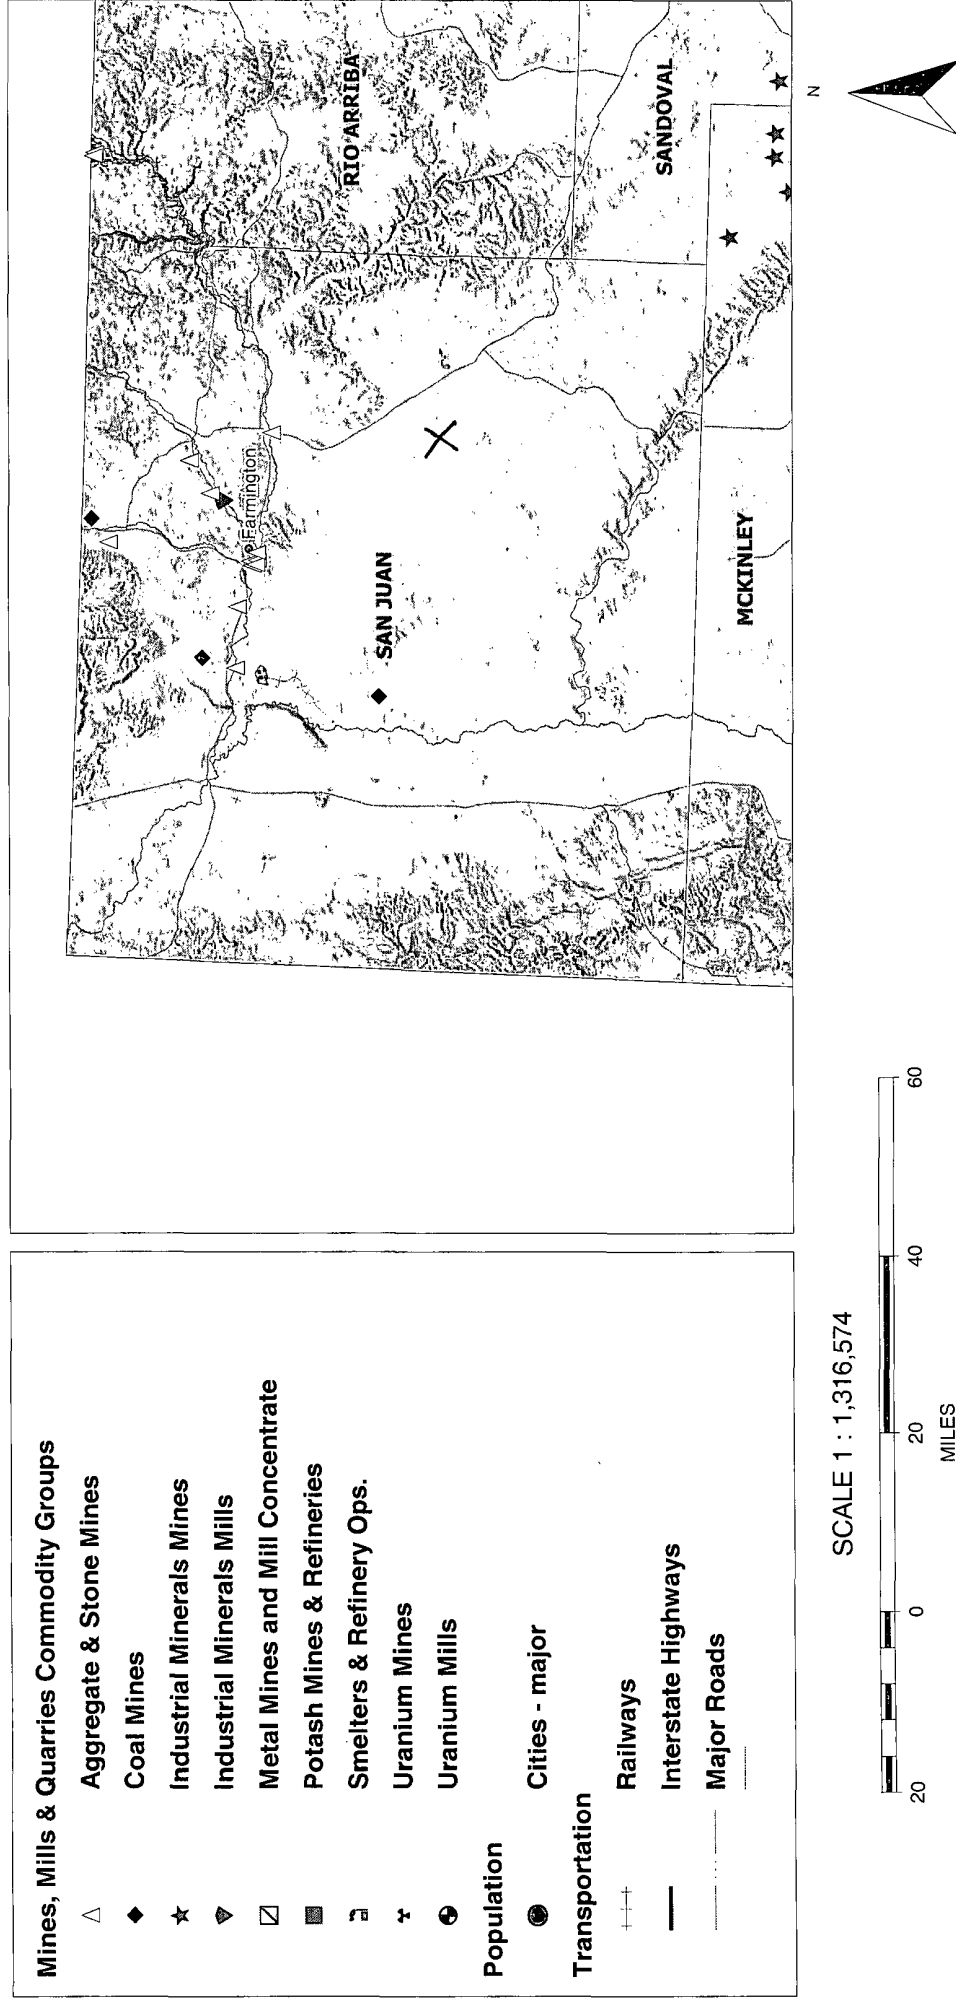 Mines, Mills & Quarries Commodity Groups
Aggregate & Stone Mines
Coal Mines
Industrial Minerals Mines
Industrial Minerals Mills
Metal Mines and Mill Concentrate
Potash Mines & Refineries
Smelters & Refinery Ops.
Uranium Mines
Uranium Mills
Population
Cities - major
Transportation
Railways
Interstate Highways
Major Roads
Farmington
RIO ARRIBA
SAN JUAN
SANDOVAL
MCKINLEY
N
SCALE 1 : 1,316,574
20 0 20 40 60
MILES